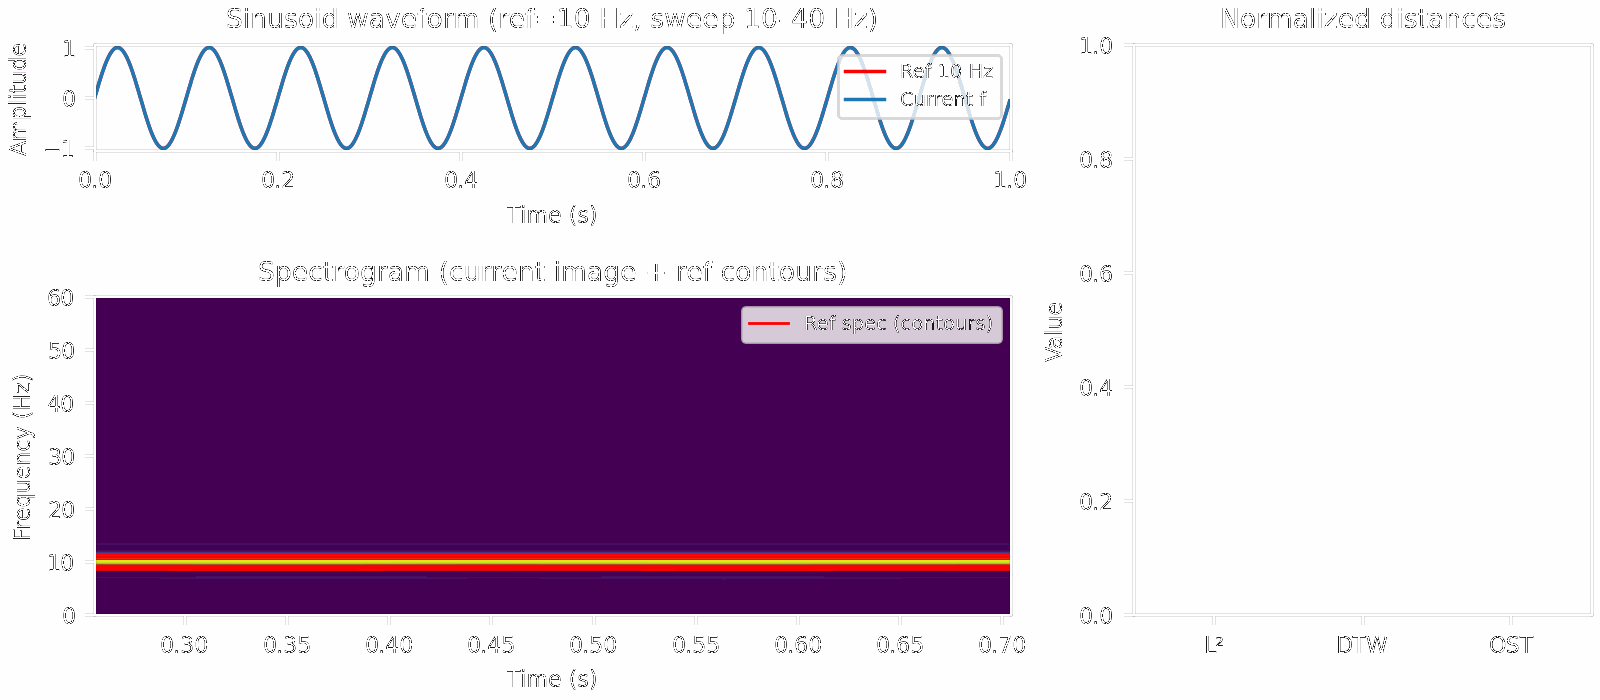 Sinusoid waveform (ref=10 Hz, sweep 10–40 Hz)
Amplitude
1
0
−1
Ref 10 Hz
Current f
0.0 0.2 0.4 0.6 0.8 1.0
Time (s)
Spectrogram (current image + ref contours)
Frequency (Hz)
60
50
40
30
20
10
0
Ref spec (contours)
0.30 0.35 0.40 0.45 0.50 0.55 0.60 0.65 0.70
Time (s)
Normalized distances
Value
1.0
0.8
0.6
0.4
0.2
0.0
L² DTW OST